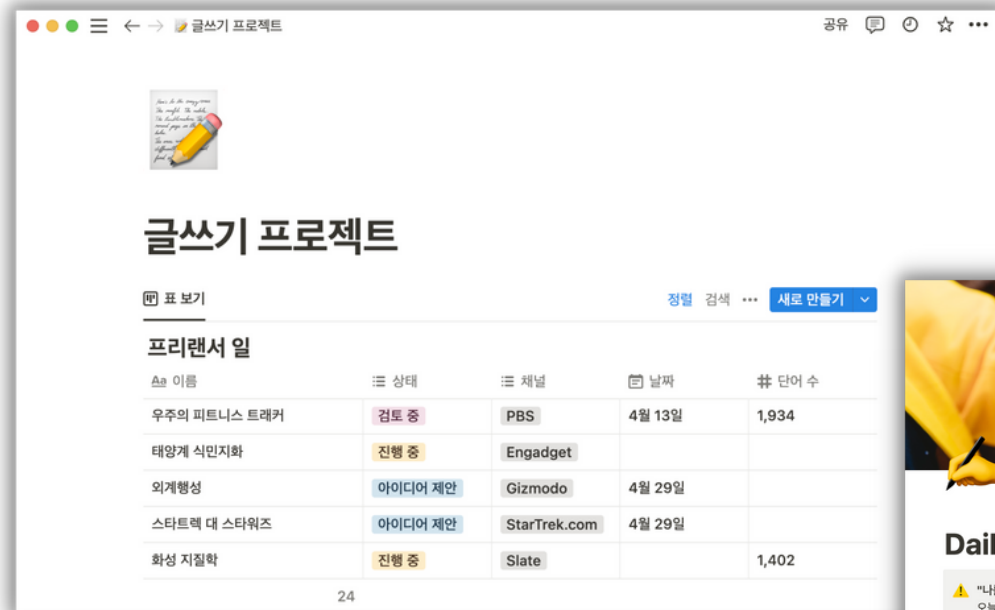 글쓰기 프로젝트 공유
글쓰기 프로젝트
표 보기 정렬 검색 새로 만들기
프리랜서 일
Aa 이름 상태 채널 날짜 단어 수
우주의 피트니스 트래커 검토 중 PBS 4월 13일 1,934
태양계 식민지화 진행 중 Engadget
외계행성 아이디어 제안 Gizmodo 4월 29일
스타트렉 대 스타워즈 아이디어 제안 StarTrek.com 4월 29일
화성 지질학 진행 중 Slate 1,402
24